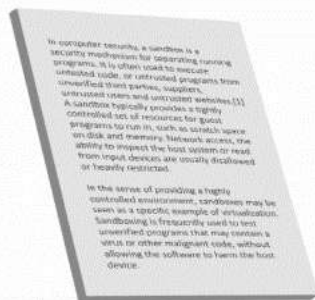 In computer security, a sandbox is a
security mechanism for separating running
programs. It is often used to execute
untested code, or untrusted programs from
unverified third parties, suppliers,
untrusted users and untrusted websites.[1]
A sandbox typically provides a tightly
controlled set of resources for guest
programs to run in, such as scratch space
on disk and memory. Network access, the
ability to inspect the host system or read
from input devices are usually disallowed
or heavily restricted.
In the sense of providing a highly
controlled environment, sandboxes may be
seen as a specific example of virtualization.
Sandboxing is frequently used to test
unverified programs that may contain a
virus or other malignant code, without
allowing the software to harm the host
device.